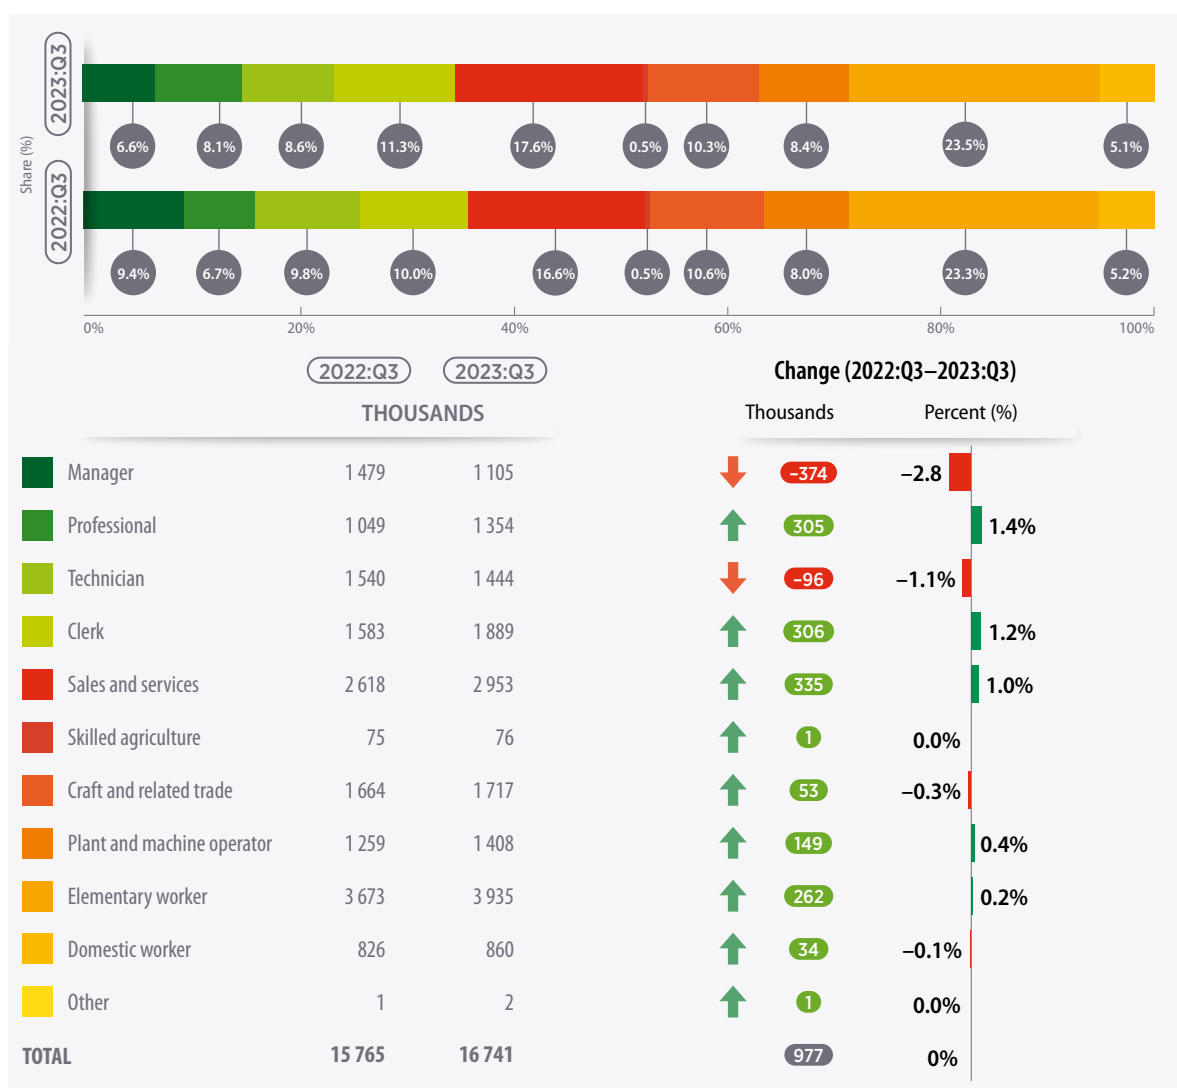 2023:Q3
6.6% 8.1% 8.6% 11.3% 17.6% 0.5% 10.3% 8.4% 23.5% 5.1%
Share (%)
2022:Q3
9.4% 6.7% 9.8% 10.0% 16.6% 0.5% 10.6% 8.0% 23.3% 5.2%
0% 20% 40% 60% 80% 100%
2022:Q3 2023:Q3 Change (2022:Q3–2023:Q3)
THOUSANDS Thousands Percent (%)
Manager 1 479 1 105 –374 –2.8
Professional 1 049 1 354 305 1.4%
Technician 1 540 1 444 –96 –1.1%
Clerk 1 583 1 889 306 1.2%
Sales and services 2 618 2 953 335 1.0%
Skilled agriculture 75 76 1 0.0%
Craft and related trade 1 664 1 717 53 –0.3%
Plant and machine operator 1 259 1 408 149 0.4%
Elementary worker 3 673 3 935 262 0.2%
Domestic worker 826 860 34 –0.1%
Other 1 2 1 0.0%
TOTAL 15 765 16 741 977 0%